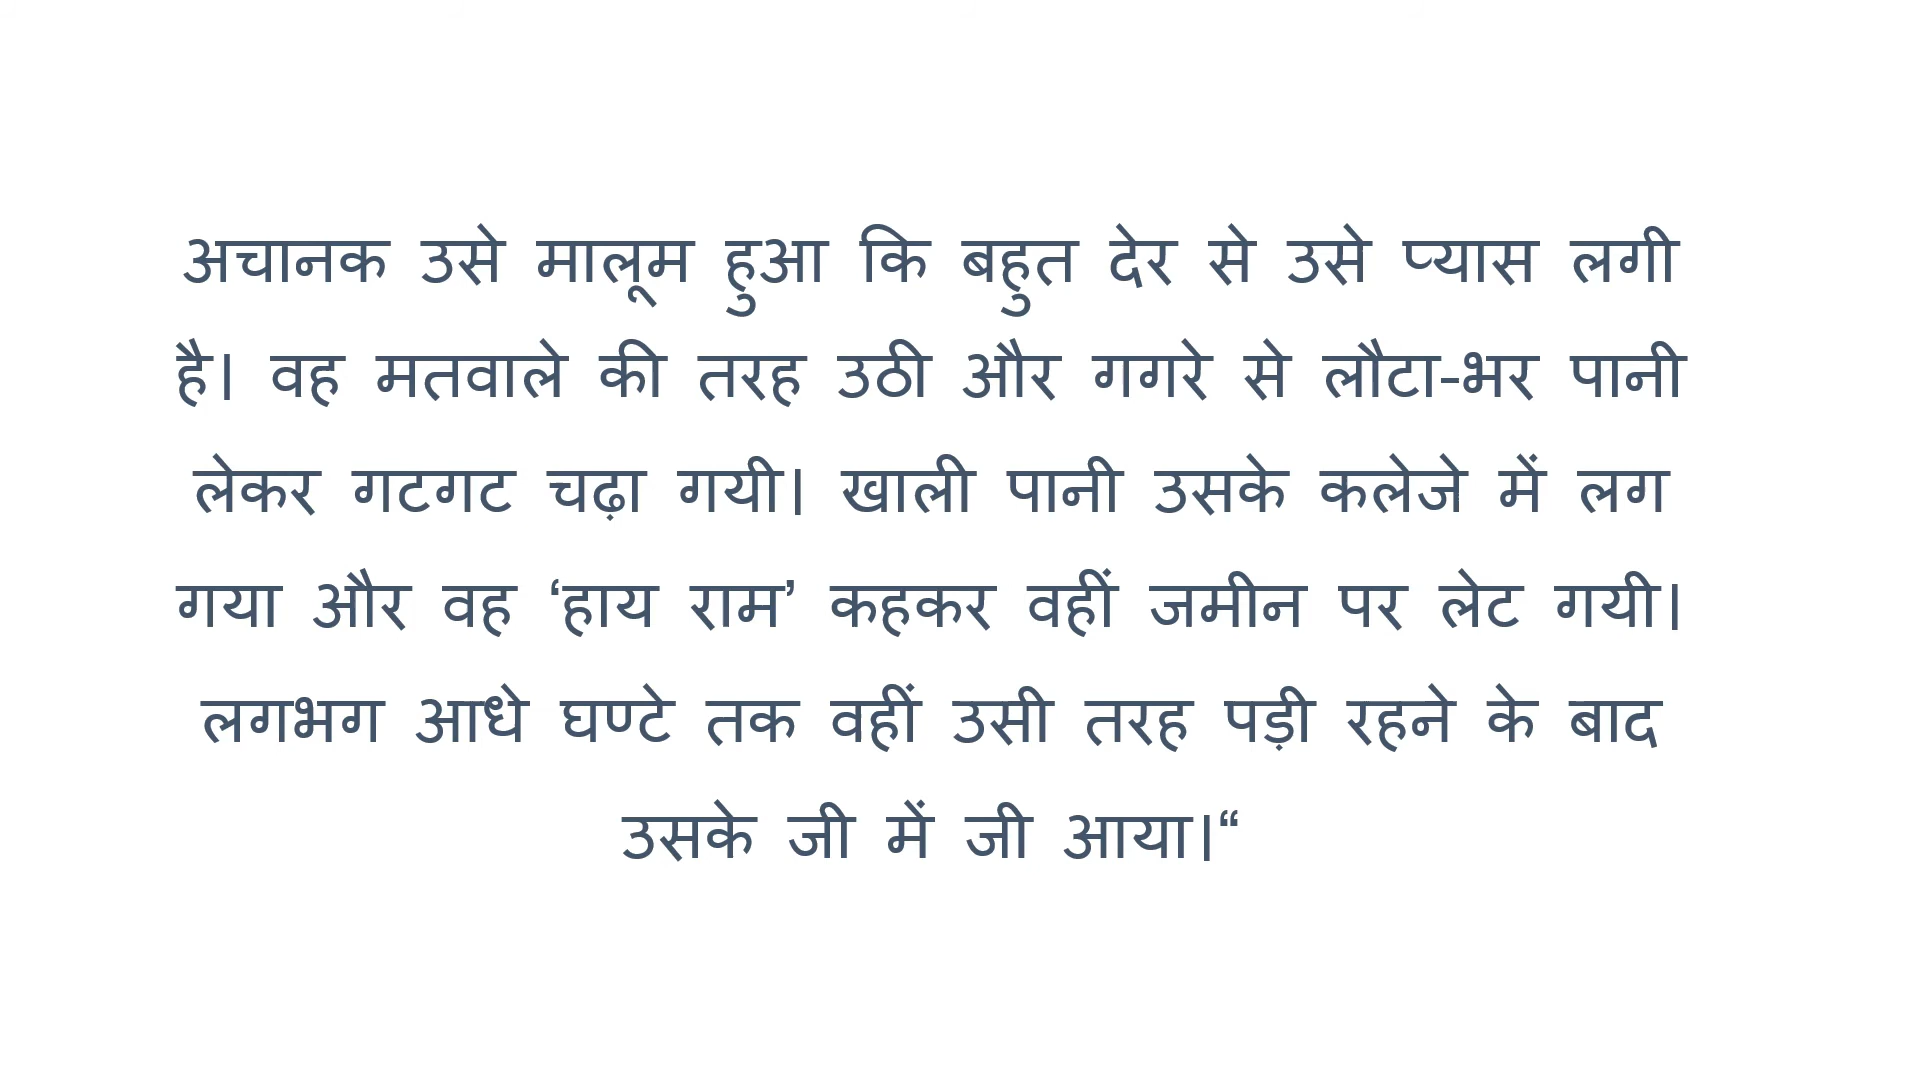 अचानक उसे मालूम हुआ कि बहुत देर से उसे प्यास लगी
है। वह मतवाले की तरह उठी और गगरे से लौटा-भर पानी
लेकर गटगट चढ़ा गयी। खाली पानी उसके कलेजे में लग
गया और वह ‘हाय राम’ कहकर वहीं जमीन पर लेट गयी।
लगभग आधे घण्टे तक वहीं उसी तरह पड़ी रहने के बाद
उसके जी में जी आया।“